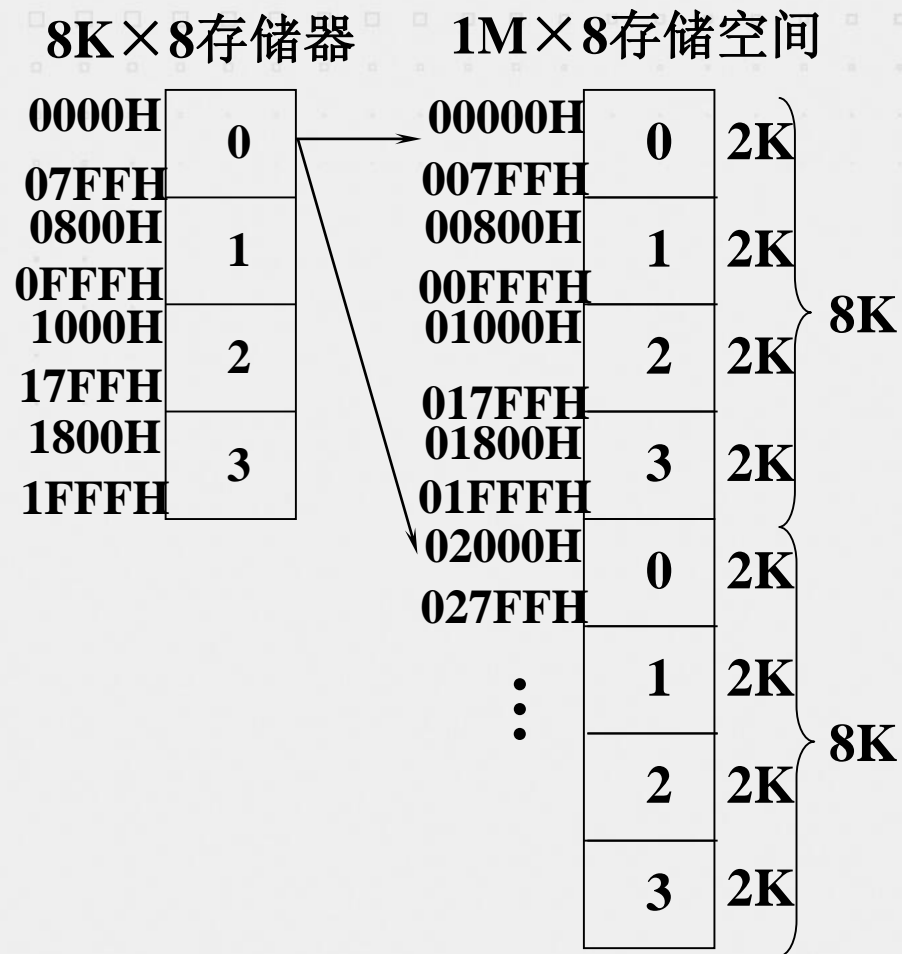 8K×8存储器
1M×8存储空间
0000H
0
07FFH
0800H
1
0FFFH
1000H
2
17FFH
1800H
3
1FFFH
00000H
0
2K
007FFH
00800H
1
2K
00FFFH
01000H
2
2K
017FFH
01800H
3
2K
01FFFH
8K
02000H
0
2K
027FFH
1
2K
2
2K
3
2K
8K